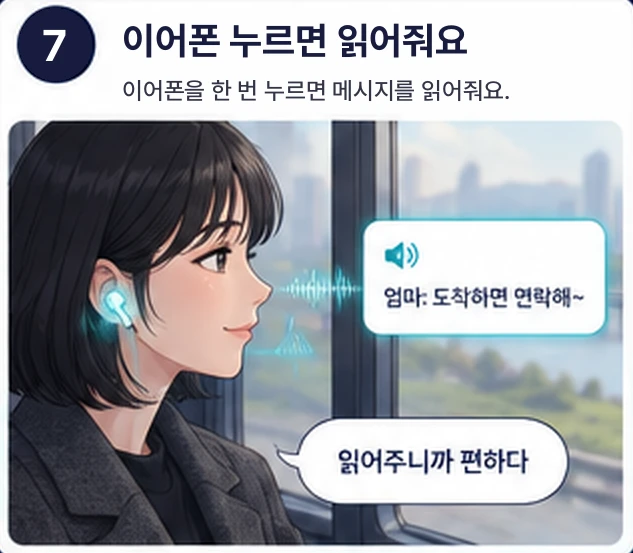 7
이어폰 누르면 읽어줘요
이어폰을 한 번 누르면 메시지를 읽어줘요.
엄마: 도착하면 연락해~
읽어주니까 편하다